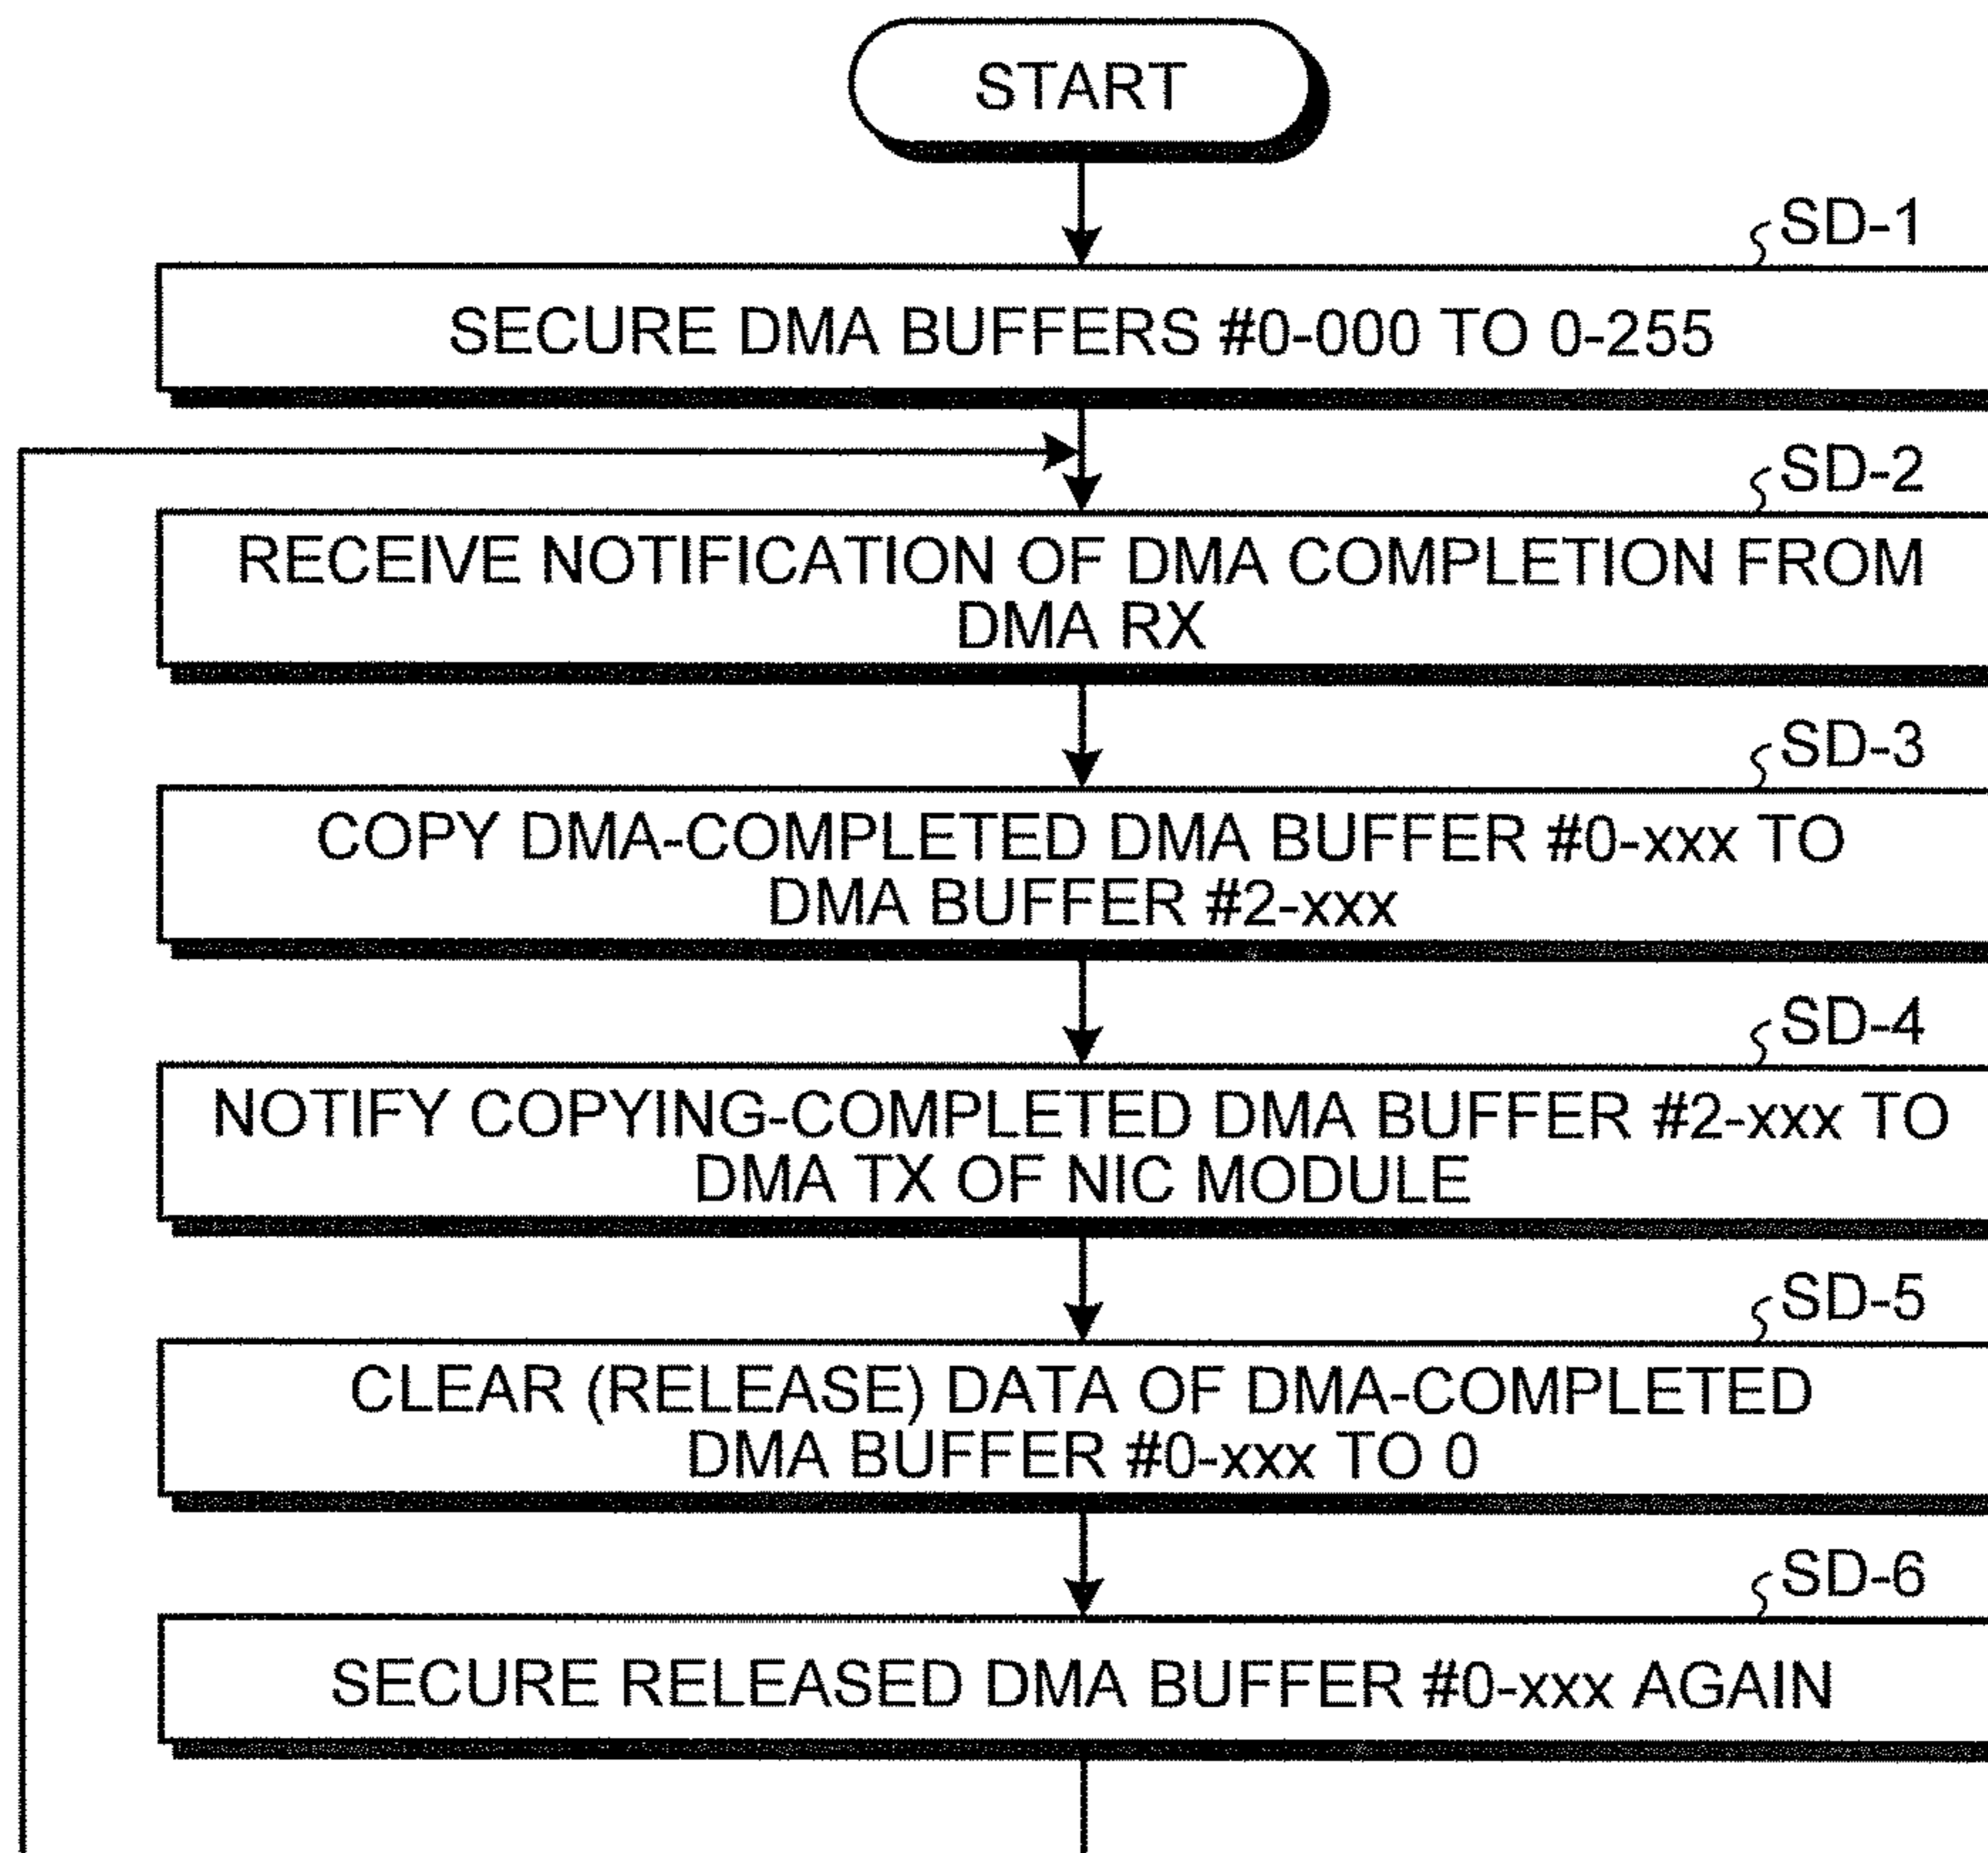 START
SD-1
SECURE DMA BUFFERS #0-000 TO 0-255
SD-2
RECEIVE NOTIFICATION OF DMA COMPLETION FROM
DMA RX
SD-3
COPY DMA-COMPLETED DMA BUFFER #0-xxx TO
DMA BUFFER #2-xxx
SD-4
NOTIFY COPYING-COMPLETED DMA BUFFER #2-xxx TO
DMA TX OF NIC MODULE
SD-5
CLEAR (RELEASE) DATA OF DMA-COMPLETED
DMA BUFFER #0-xxx TO 0
SD-6
SECURE RELEASED DMA BUFFER #0-xxx AGAIN